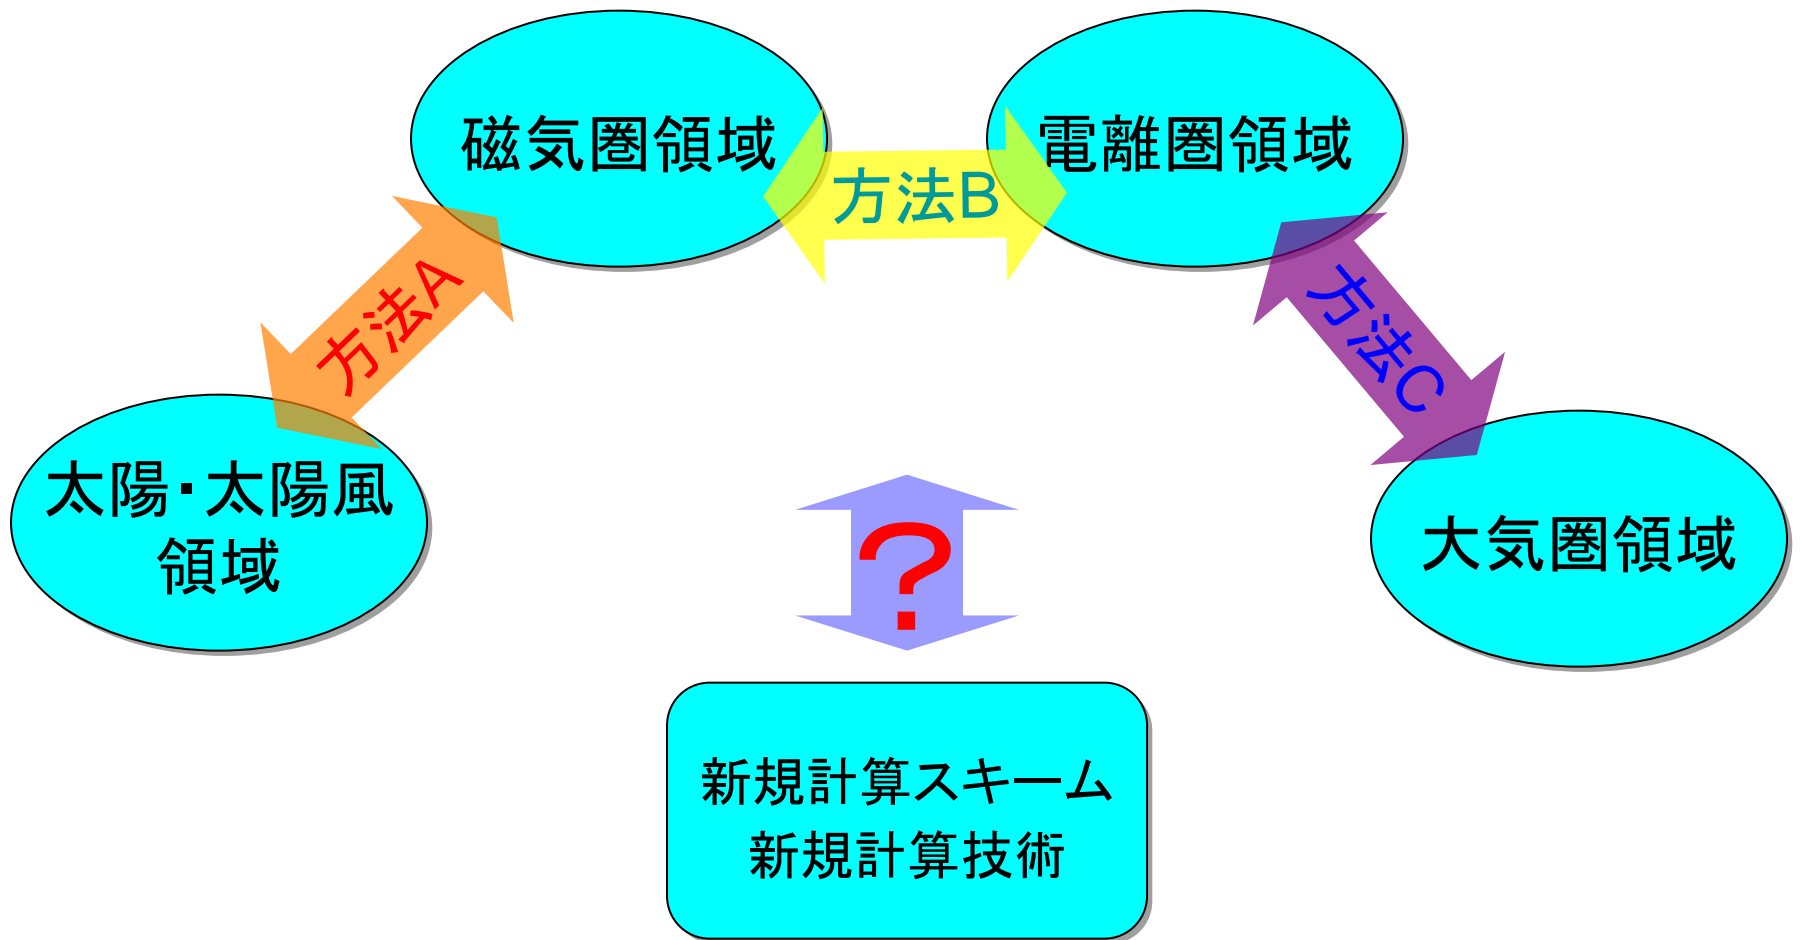 磁気圏領域
電離圏領域
方法B
方法A
方法C
太陽・太陽風
領域
大気圏領域
?
新規計算スキーム
新規計算技術